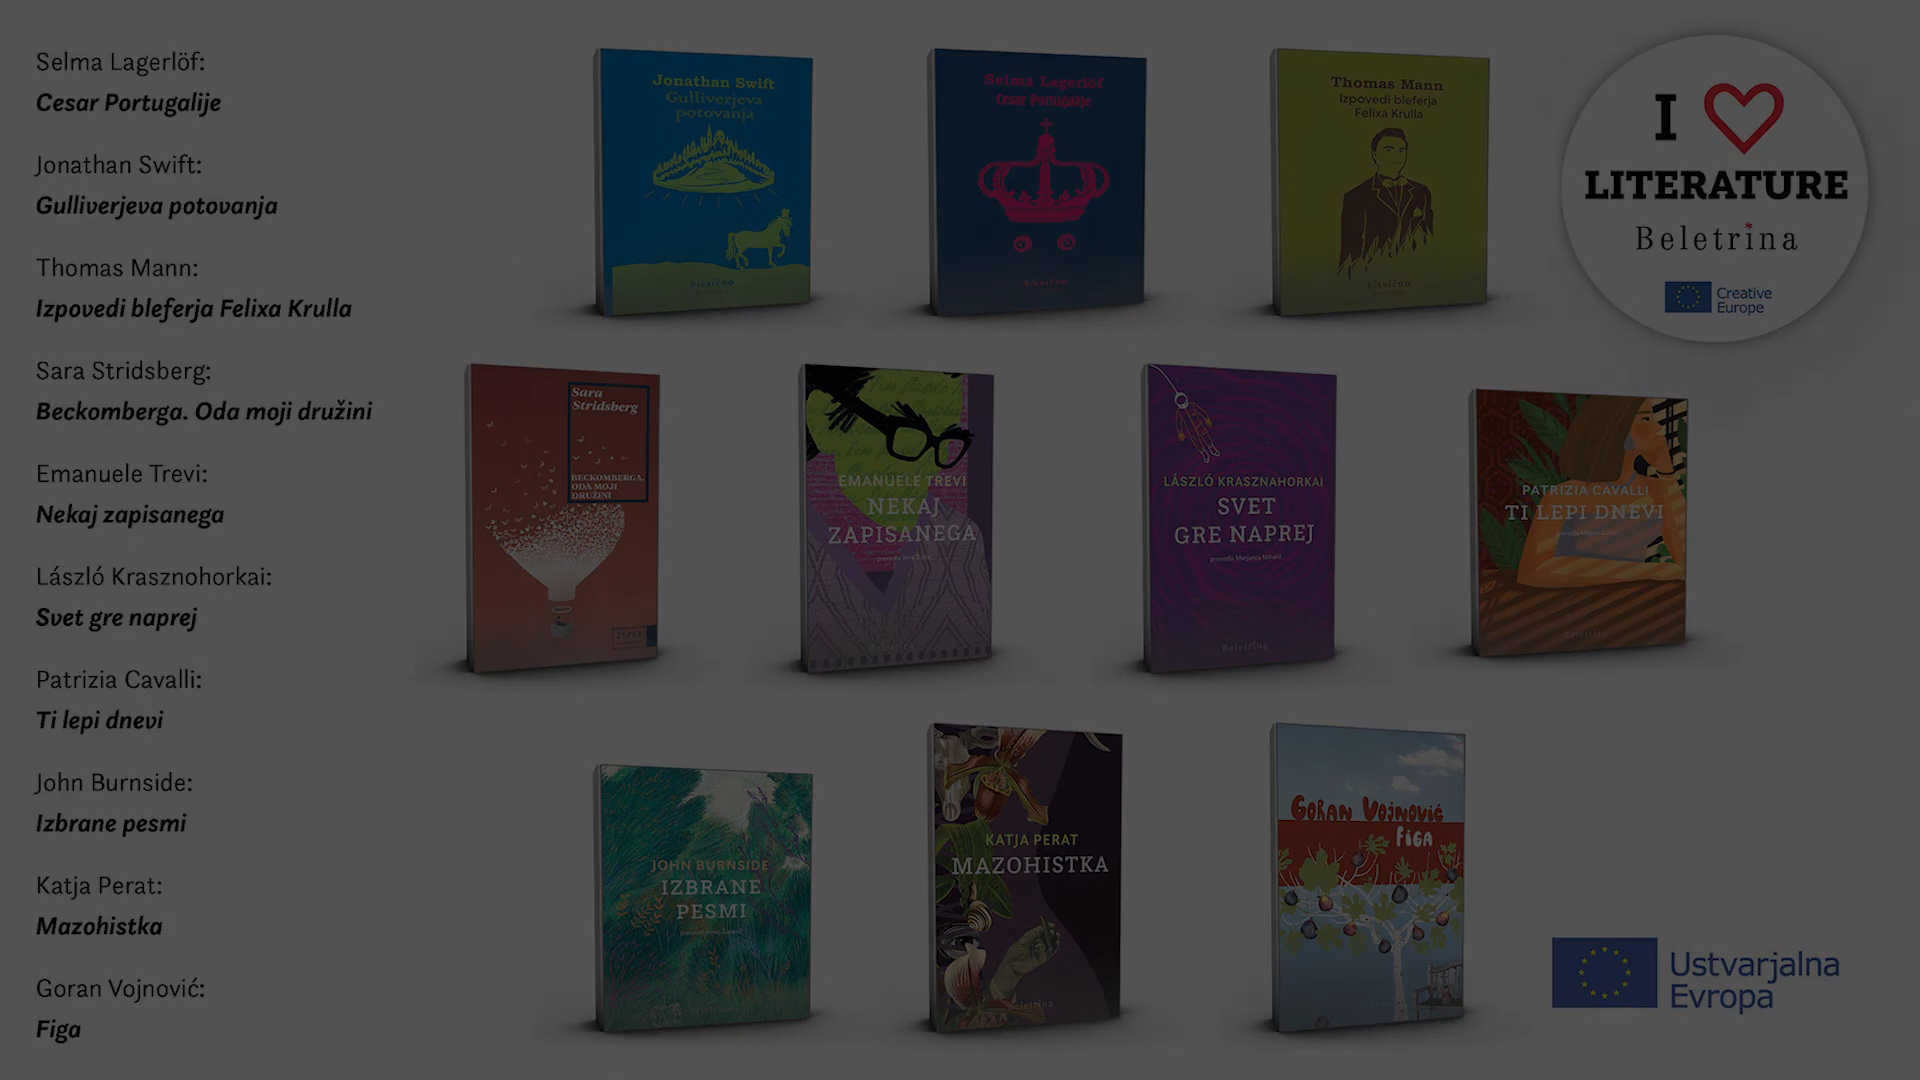 Selma Lagerlöf:
Cesar Portugalije
Jonathan Swift:
Gulliverjeva potovanja
Thomas Mann:
Izpovedi bleferja Felixa Krulla
Sara Stridsberg:
Beckomberga. Oda moji družini
Emanuele Trevi:
Nekaj zapisanega
László Krasznohorkai:
Svet gre naprej
Patrizia Cavalli:
Ti lepi dnevi
John Burnside:
Izbrane pesmi
Katja Perat:
Mazohistka
Goran Vojnović:
Figa
Jonathan Swift
Gulliverjeva
potovanja
Selma Lagerlöf
Cesar Portugalije
Thomas Mann
Izpovedi bleferja
Felixa Krulla
I
LITERATURE
Beletrina
Creative
Europe
Sara
Stridsberg
BECKOMBERGA.
ODA MOJI
DRUŽINI
EMANUELE TREVI
NEKAJ
ZAPISANEGA
LÁSZLÓ KRASZNAHORKAI
SVET
GRE NAPREJ
prevedla Marjanca Mihelič
Beletrina
PATRIZIA CAVALLI
TI LEPI DNEVI
Beletrina
JOHN BURNSIDE
IZBRANE
PESMI
KATJA PERAT
MAZOHISTKA
Beletrina
GORAN VOJNOVIĆ
FIGA
Ustvarjalna
Evropa